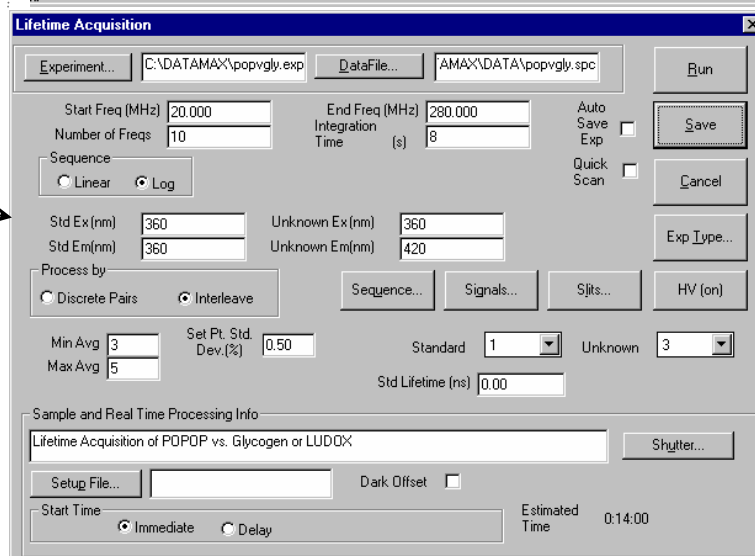 Lifetime Acquisition
Experiment... C:\DATAMAX\popvgly.exp DataFile... AMAX\DATA\popvgly.spc Run
Start Freq (MHz) 20.000 End Freq (MHz) 280.000 Auto Save Exp Save
Number of Freqs 10 Integration Time (s) 8
Sequence Quick Scan
Linear Log Cancel
Std Ex(nm) 360 Unknown Ex(nm) 360 Exp Type...
Std Em(nm) 360 Unknown Em(nm) 420
Process by
Discrete Pairs Interleave Sequence... Signals... Slits... HV (on)
Min Avg 3 Set Pt. Std. Dev.(%) 0.50 Standard 1 Unknown 3
Max Avg 5 Std Lifetime (ns) 0.00
Sample and Real Time Processing Info
Lifetime Acquisition of POPOP vs. Glycogen or LUDOX Shutter...
Setup File... Dark Offset
Start Time
Immediate Delay Estimated Time 0:14:00